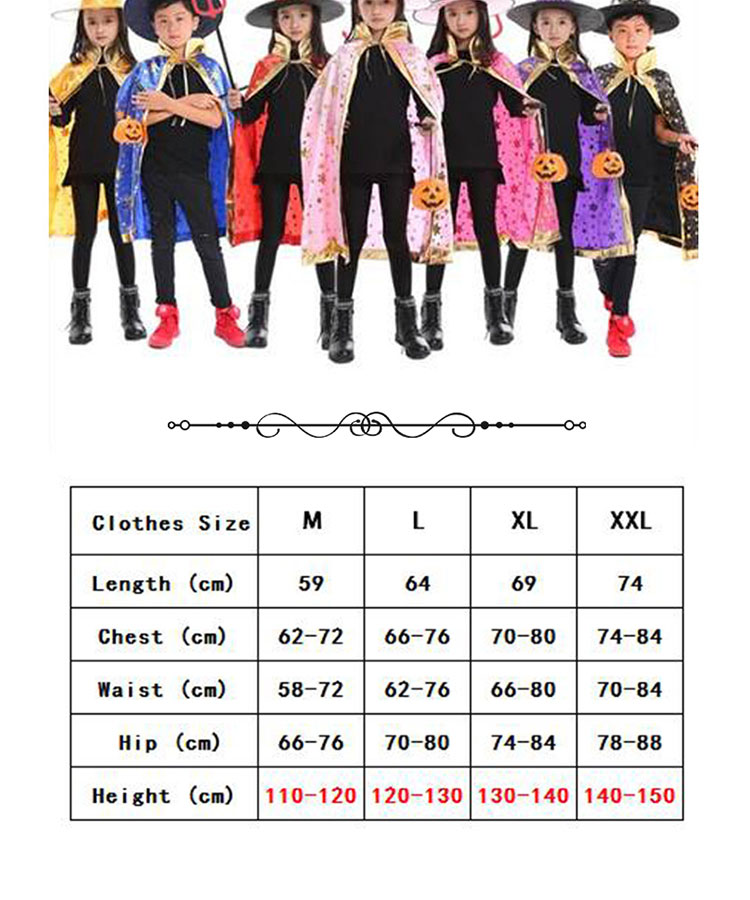 Clothes Size M L XL XXL
Length (cm) 59 64 69 74
Chest (cm) 62-72 66-76 70-80 74-84
Waist (cm) 58-72 62-76 66-80 70-84
Hip (cm) 66-76 70-80 74-84 78-88
Height (cm) 110-120 120-130 130-140 140-150